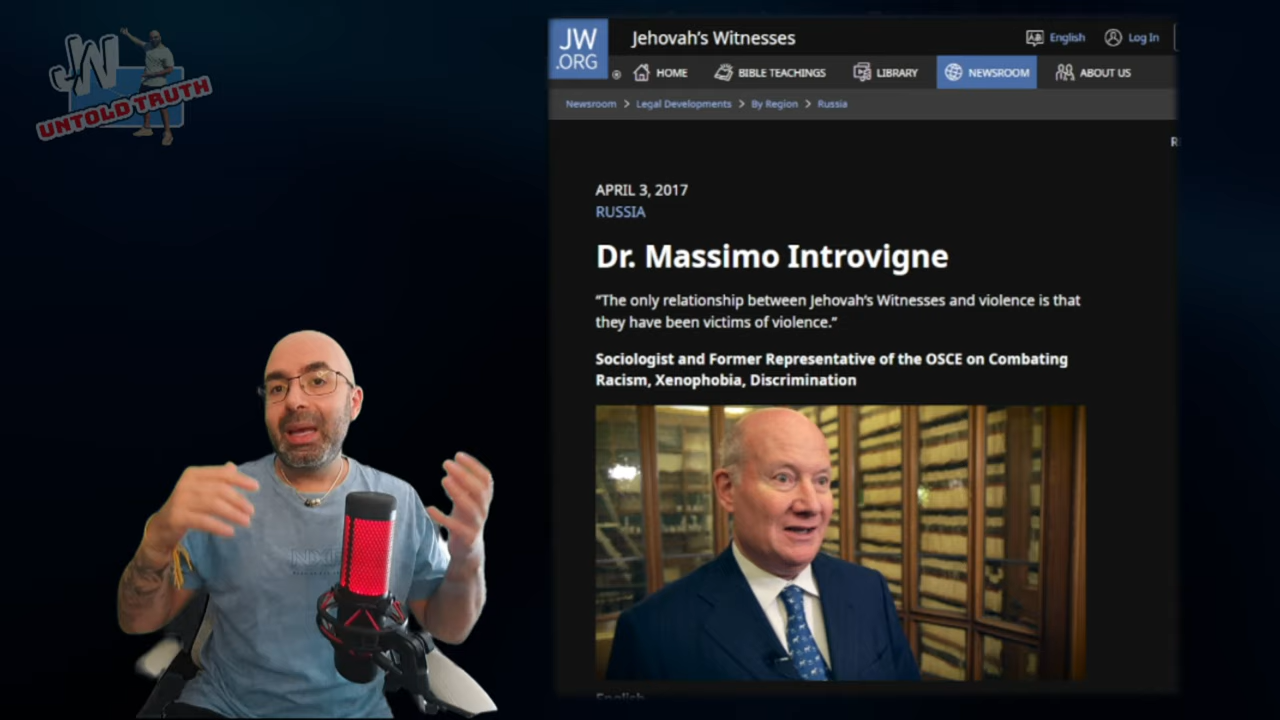 JW
UNTOLD TRUTH
JW
.ORG
Jehovah's Witnesses
English
Log In
HOME
BIBLE TEACHINGS
LIBRARY
NEWSROOM
ABOUT US
Newsroom > Legal Developments > By Region > Russia
APRIL 3, 2017
RUSSIA
Dr. Massimo Introvigne
“The only relationship between Jehovah's Witnesses and violence is that
they have been victims of violence.”
Sociologist and Former Representative of the OSCE on Combating
Racism, Xenophobia, Discrimination
English